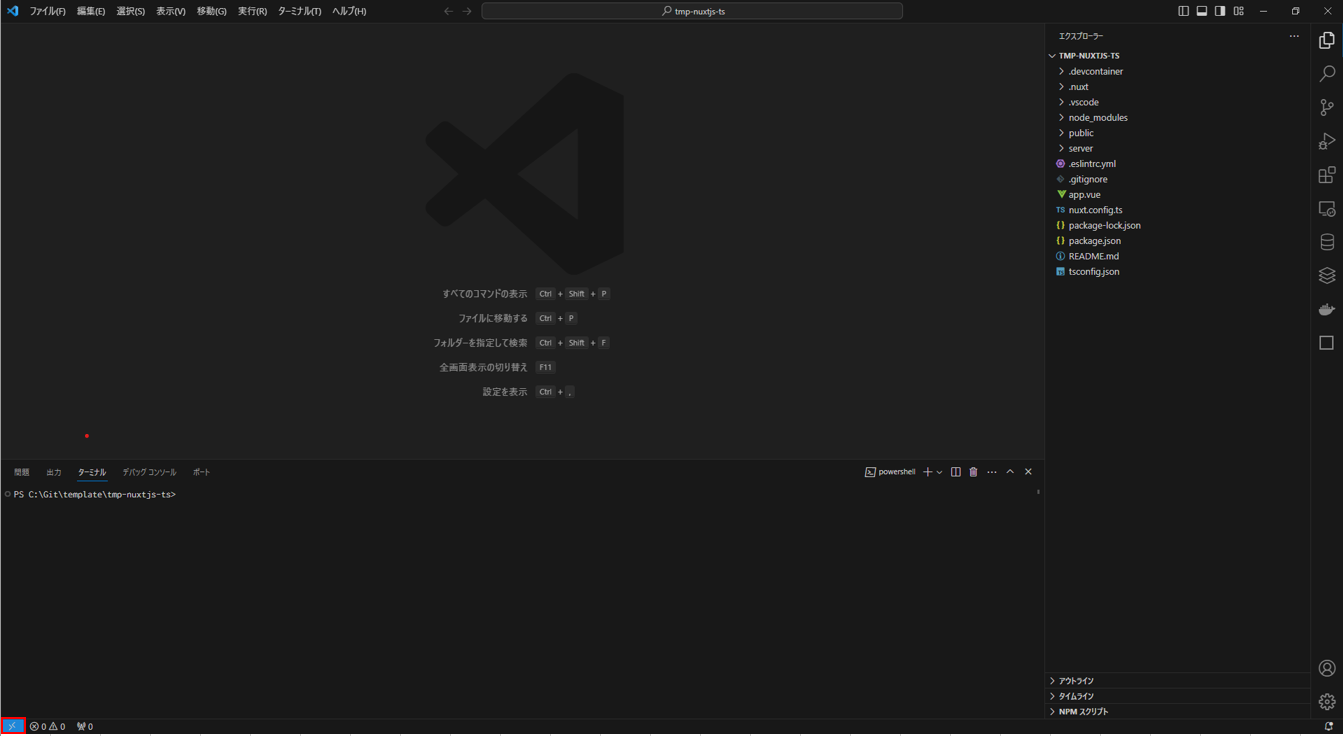 ファイル(F) 編集(E) 選択(S) 表示(V) 移動(G) 実行(R) ターミナル(T) ヘルプ(H) tmp-nuxtjs-ts
すべてのコマンドの表示 Ctrl + Shift + P
ファイルに移動する Ctrl + P
フォルダーを指定して検索 Ctrl + Shift + F
全画面表示の切り替え F11
設定を表示 Ctrl + ,
問題 出力 ターミナル デバッグ コンソール ポート powershell
PS C:\Git\template\tmp-nuxtjs-ts>
エクスプローラー
TMP-NUXTJS-TS
.devcontainer
.nuxt
.vscode
node_modules
public
server
.eslintrc.yml
.gitignore
app.vue
TS nuxt.config.ts
{} package-lock.json
{} package.json
README.md
tsconfig.json
アウトライン
タイムライン
NPM スクリプト
0 0 0